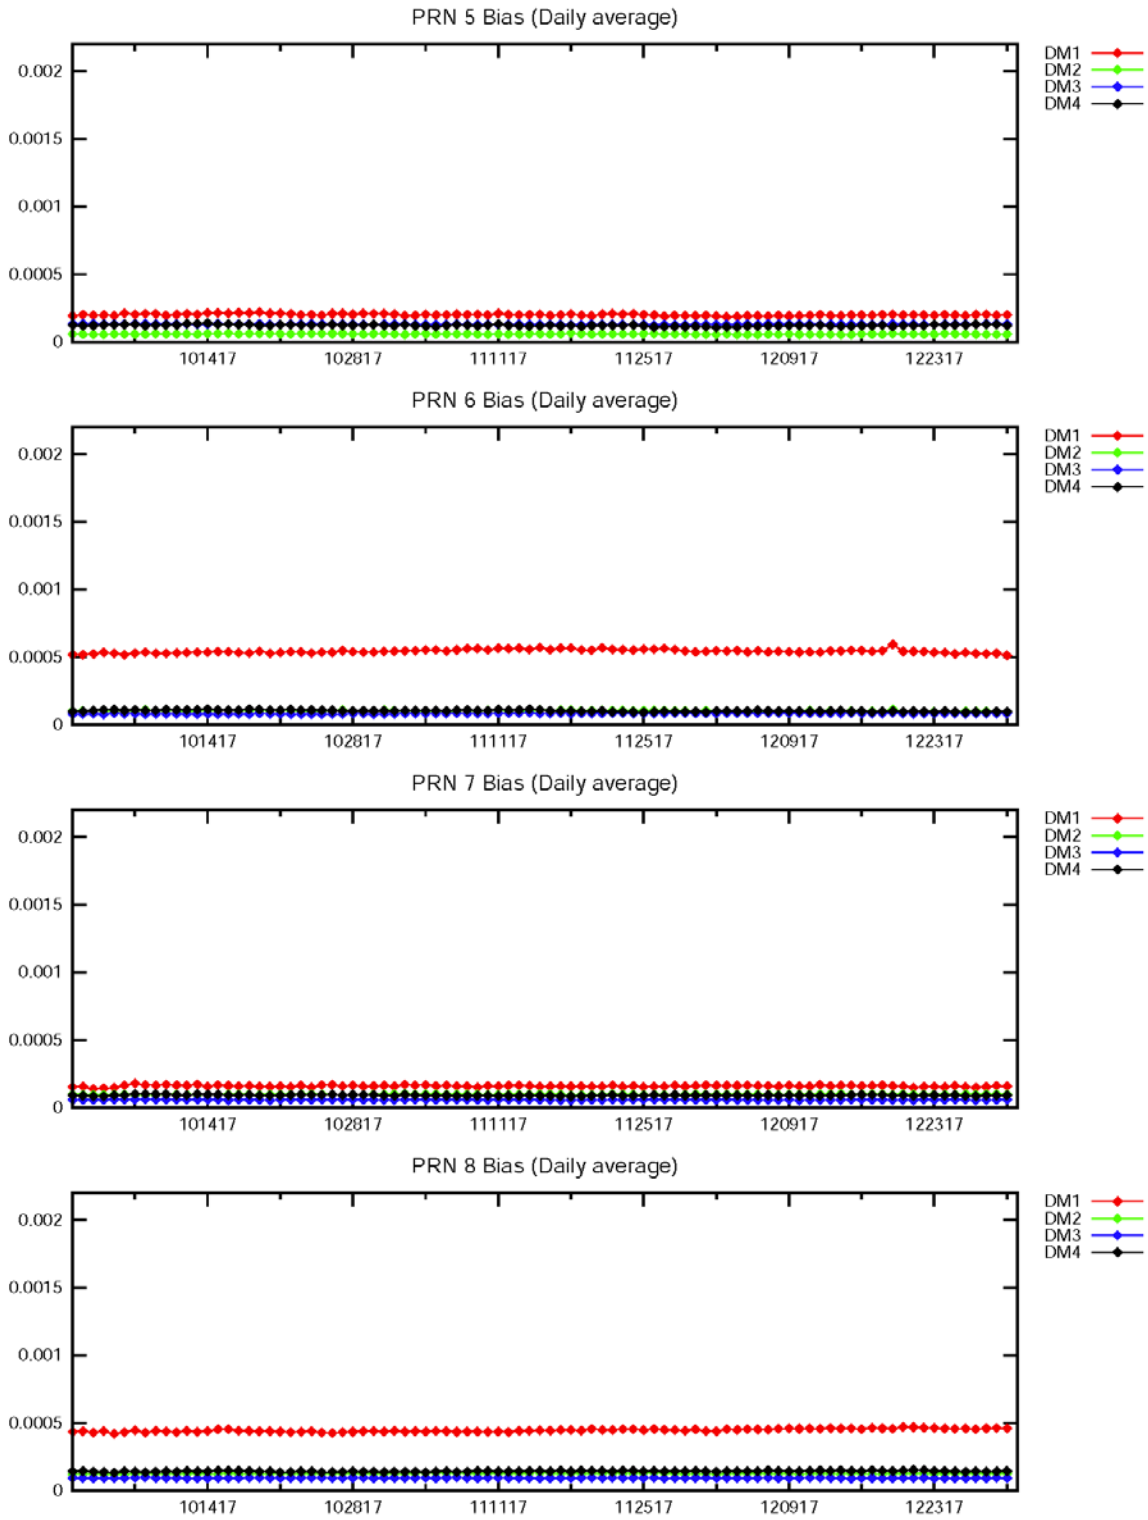 PRN 5 Bias (Daily average)
0.002
0.0015
0.001
0.0005
0
101417 102817 111117 112517 120917 122317
DM1
DM2
DM3
DM4
PRN 6 Bias (Daily average)
0.002
0.0015
0.001
0.0005
0
101417 102817 111117 112517 120917 122317
DM1
DM2
DM3
DM4
PRN 7 Bias (Daily average)
0.002
0.0015
0.001
0.0005
0
101417 102817 111117 112517 120917 122317
DM1
DM2
DM3
DM4
PRN 8 Bias (Daily average)
0.002
0.0015
0.001
0.0005
0
101417 102817 111117 112517 120917 122317
DM1
DM2
DM3
DM4